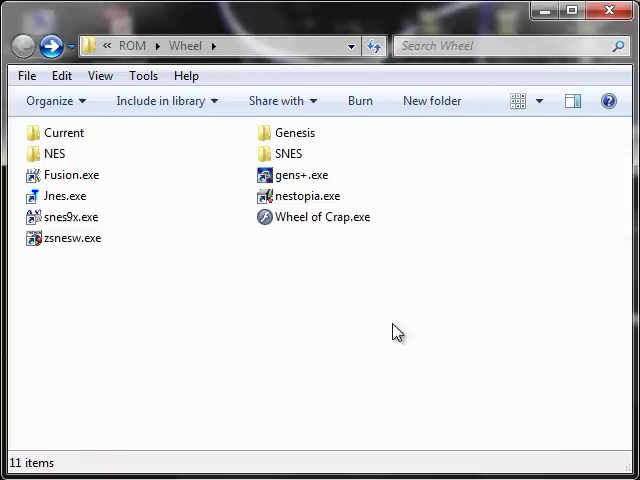 « ROM ▸ Wheel ▸ Search Wheel
File Edit View Tools Help
Organize Include in library Share with Burn New folder
Current Genesis
NES SNES
Fusion.exe gens+.exe
Jnes.exe nestopia.exe
snes9x.exe Wheel of Crap.exe
zsnesw.exe
11 items